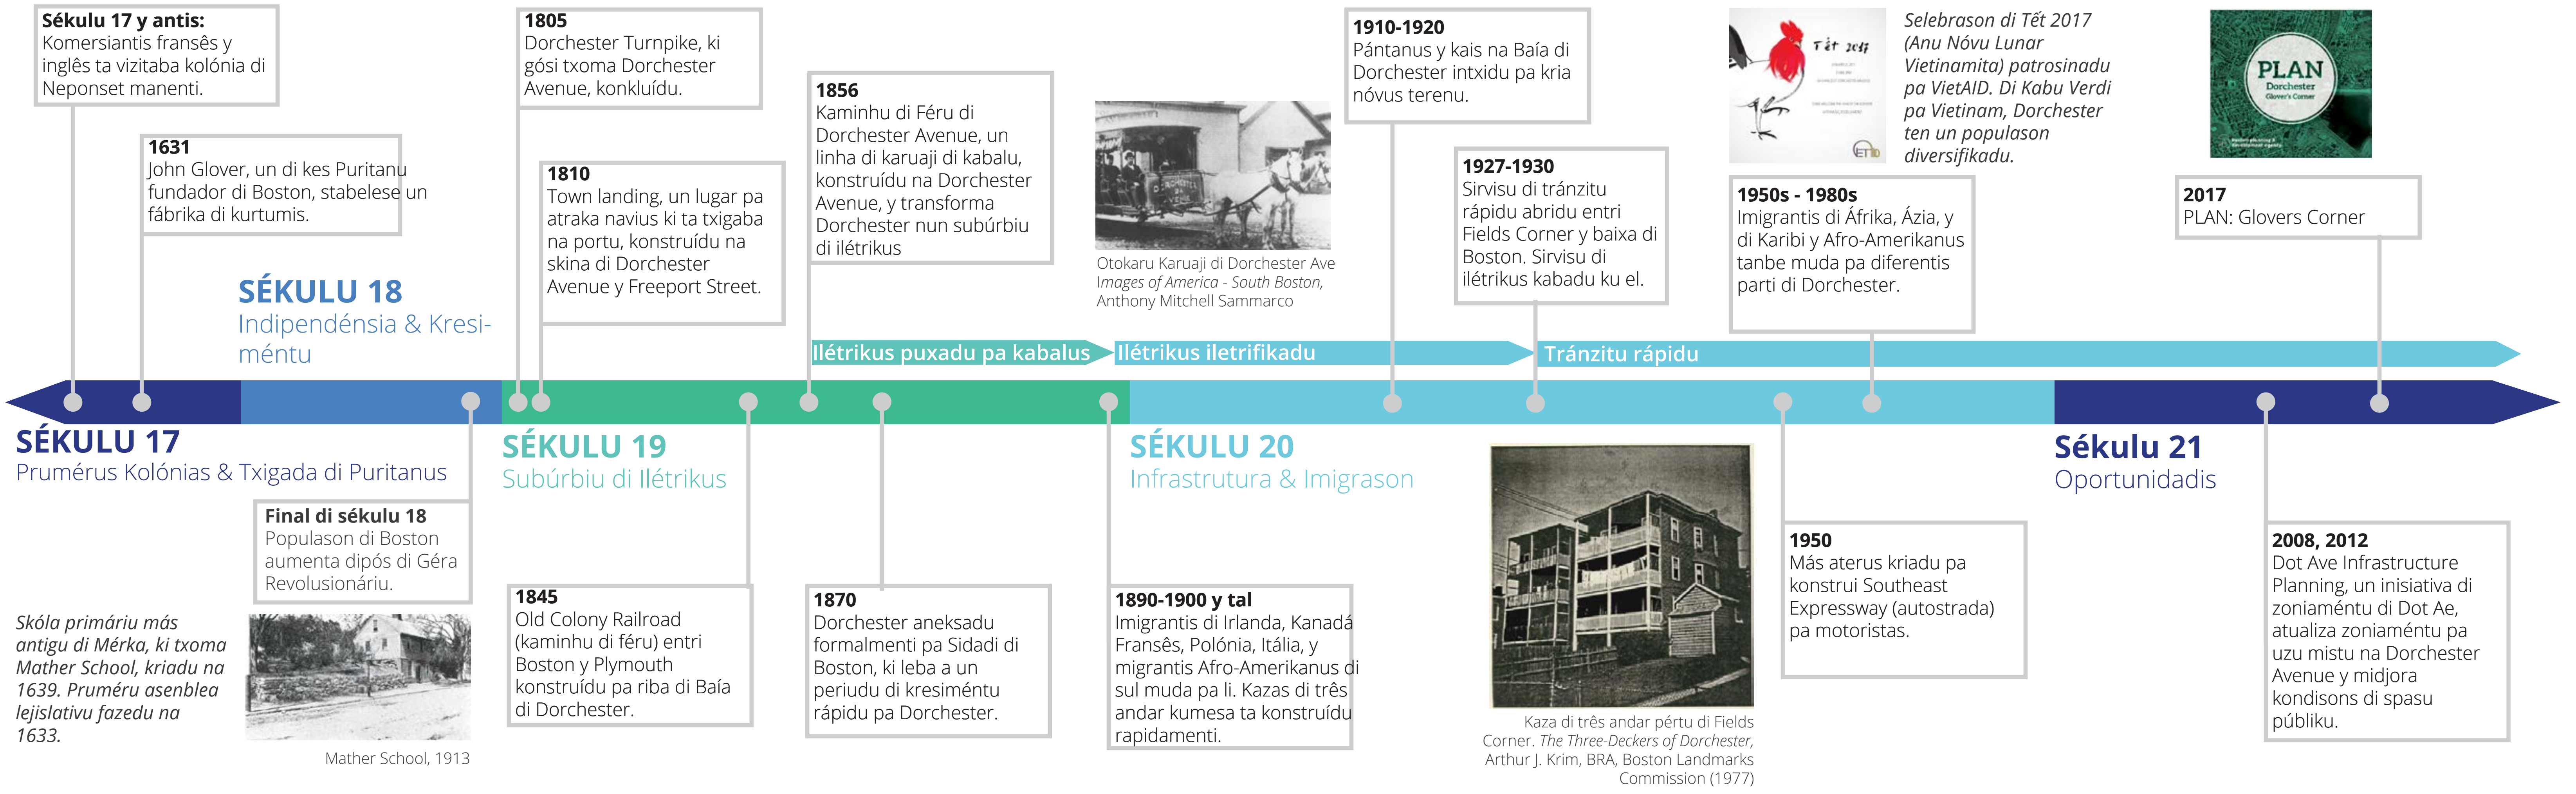 Sékulu 17 y antis:
Komersiantis fransês y
inglês ta vizitaba kolónia di
Neponset manenti.
1631
John Glover, un di kes Puritanu
fundador di Boston, stabelese un
fábrika di kurtumis.
SÉKULU 18
Indipendénsia & Kresi-
méntu
1805
Dorchester Turnpike, ki
gósi txoma Dorchester
Avenue, konkluídu.
1810
Town landing, un lugar pa
atraka navius ki ta txigaba
na portu, konstruídu na
skina di Dorchester
Avenue y Freeport Street.
1856
Kaminhu di Féru di
Dorchester Avenue, un
linha di karuaji di kabalu,
konstruídu na Dorchester
Avenue, y transforma
Dorchester nun subúrbiu
di ilétrikus
Otokaru Karuaji di Dorchester Ave
Images of America - South Boston,
Anthony Mitchell Sammarco
1910-1920
Pántanus y kais na Baía di
Dorchester intxidu pa kria
nóvus terenu.
1927-1930
Sirvisu di tránzitu
rápidu abridu entri
Fields Corner y baixa di
Boston. Sirvisu di
ilétrikus kabadu ku el.
Tết 2017
Selebrason di Tết 2017
(Anu Nóvu Lunar
Vietinamita) patrosinadu
pa VietAID. Di Kabu Verdi
pa Vietinam, Dorchester
ten un populason
diversifikadu.
1950s - 1980s
Imigrantis di Áfrika, Ázia, y
di Karibi y Afro-Amerikanus
tanbe muda pa diferentis
parti di Dorchester.
PLAN
Dorchester
Glover's Corner
2017
PLAN: Glovers Corner
Ilétrikus puxadu pa kabalus
Ilétrikus iletrifikadu
Tránzitu rápidu
SÉKULU 17
Prumérus Kolónias & Txigada di Puritanus
SÉKULU 19
Subúrbiu di Ilétrikus
SÉKULU 20
Infrastrutura & Imigrason
Sékulu 21
Oportunidadis
Final di sékulu 18
Populason di Boston
aumenta dipós di Géra
Revolusionáriu.
Skóla primáriu más
antigu di Mérka, ki txoma
Mather School, kriadu na
1639. Pruméru asenblea
lejislativu fazedu na
1633.
Mather School, 1913
1845
Old Colony Railroad
(kaminhu di féru) entri
Boston y Plymouth
konstruídu pa riba di Baía
di Dorchester.
1870
Dorchester aneksadu
formalmenti pa Sidadi di
Boston, ki leba a un
periudu di kresiméntu
rápidu pa Dorchester.
1890-1900 y tal
Imigrantis di Irlanda, Kanadá
Fransês, Polónia, Itália, y
migrantis Afro-Amerikanus di
sul muda pa li. Kazas di três
andar kumesa ta konstruídu
rapidamenti.
Kaza di três andar pértu di Fields
Corner. The Three-Deckers of Dorchester,
Arthur J. Krim, BRA, Boston Landmarks
Commission (1977)
1950
Más aterus kriadu pa
konstrui Southeast
Expressway (autostrada)
pa motoristas.
2008, 2012
Dot Ave Infrastructure
Planning, un inisiativa di
zoniaméntu di Dot Ae,
atualiza zoniaméntu pa
uzu mistu na Dorchester
Avenue y midjora
kondisons di spasu
públiku.